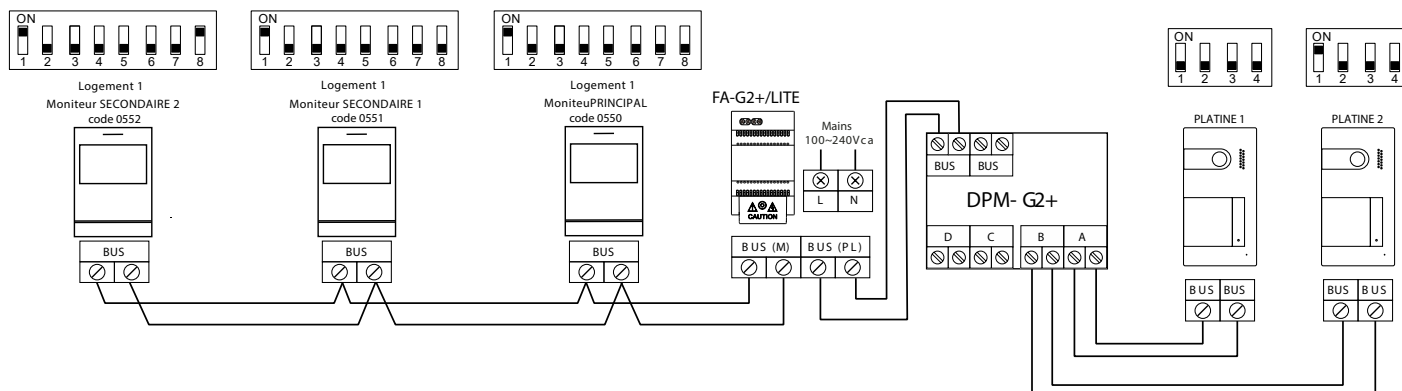 ON
1 2 3 4 5 6 7 8
Logement 1
Moniteur SECONDAIRE 2
code 0552
BUS
ON
1 2 3 4 5 6 7 8
Logement 1
Moniteur SECONDAIRE 1
code 0551
BUS
ON
1 2 3 4 5 6 7 8
Logement 1
MoniteuPRINCIPAL
code 0550
BUS
FA-G2+/LITE
CAUTION
Mains
100~240Vca
L N
BUS (M) BUS (PL)
BUS BUS
DPM- G2+
D C B A
ON
1 2 3 4
PLATINE 1
BUS BUS
ON
1 2 3 4
PLATINE 2
BUS BUS